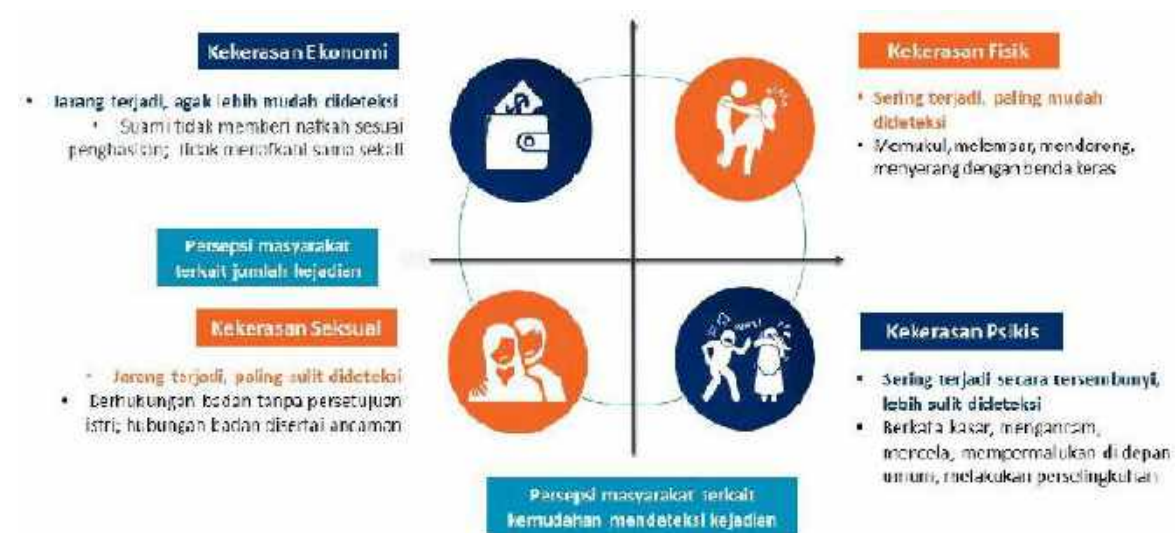 Kekerasan Ekonomi
• Jarang terjadi, agak lebih mudah dideteksi
• Suami tidak memberi nafkah sesuai
penghasilan; tidak menafkahi sama sekali
Kekerasan Fisik
• Sering terjadi, paling mudah
dideteksi
• Memukul, melempar, mendorong,
menyerang dengan benda keras
Persepsi masyarakat
terkait jumlah kejadian
Kekerasan Seksual
• Jarang terjadi, paling sulit dideteksi
• Berhubungan badan tanpa persetujuan
istri; hubungan badan disertai ancaman
Kekerasan Psikis
• Sering terjadi secara tersembunyi,
lebih sulit dideteksi
• Berkata kasar, mengancam,
mencela, mempermalukan di depan
umum, melakukan perselingkuhan
Persepsi masyarakat terkait
kemudahan mendeteksi kejadian